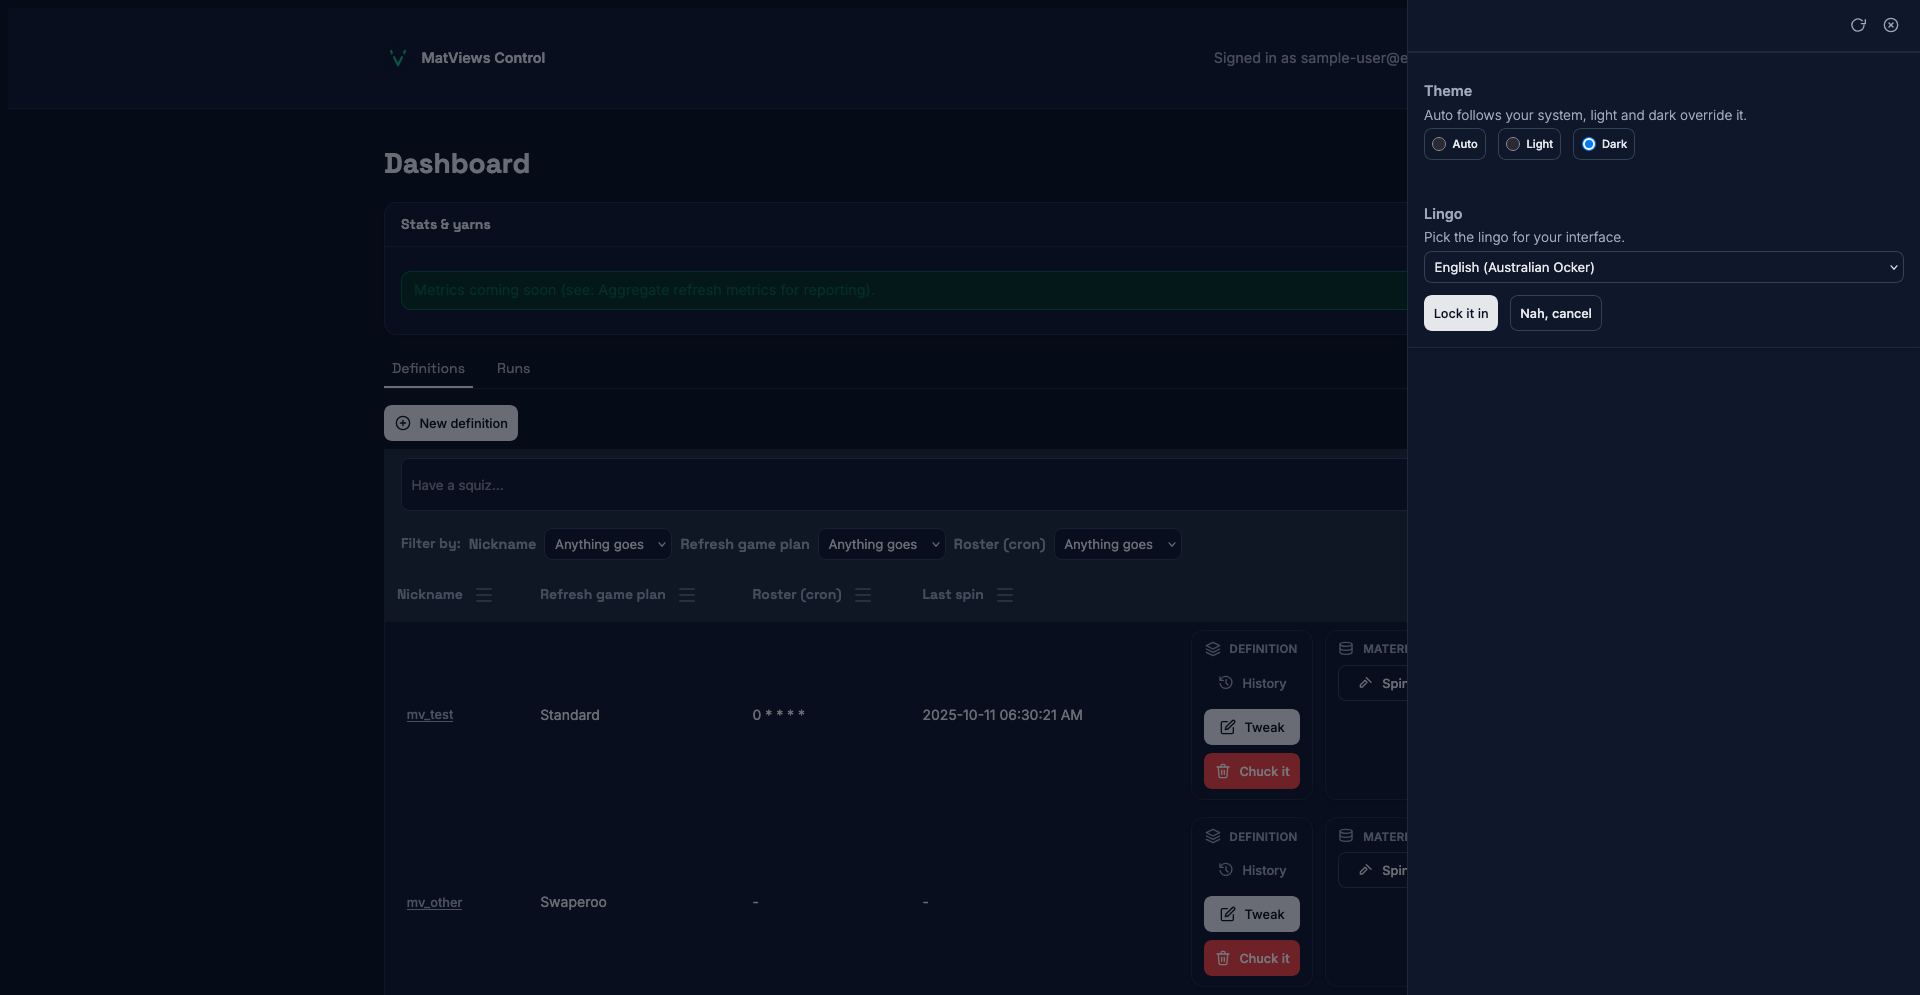 MatViews Control
Signed in as sample-user@e
Dashboard
Stats & yarns
Metrics coming soon (see: Aggregate refresh metrics for reporting).
Definitions
Runs
New definition
Have a squiz...
Filter by: Nickname Anything goes Refresh game plan Anything goes Roster (cron) Anything goes
Nickname Refresh game plan Roster (cron) Last spin
DEFINITION
MATERI
History
Spin
mv_test Standard 0 * * * * 2025-10-11 06:30:21 AM
Tweak
Chuck it
DEFINITION
MATERI
History
Spin
mv_other Swaperoo - -
Tweak
Chuck it
Theme
Auto follows your system, light and dark override it.
Auto Light Dark
Lingo
Pick the lingo for your interface.
English (Australian Ocker)
Lock it in
Nah, cancel